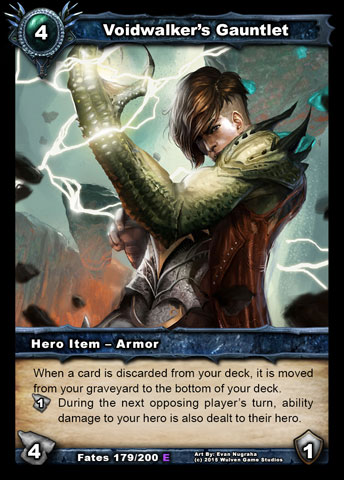 4
Voidwalker's Gauntlet
Hero Item – Armor
When a card is discarded from your deck, it is moved
from your graveyard to the bottom of your deck.
1 During the next opposing player's turn, ability
damage to your hero is also dealt to their hero.
4
Fates 179/200 E
Art By: Evan Nugraha
(c) 2015 Wulven Game Studios
1